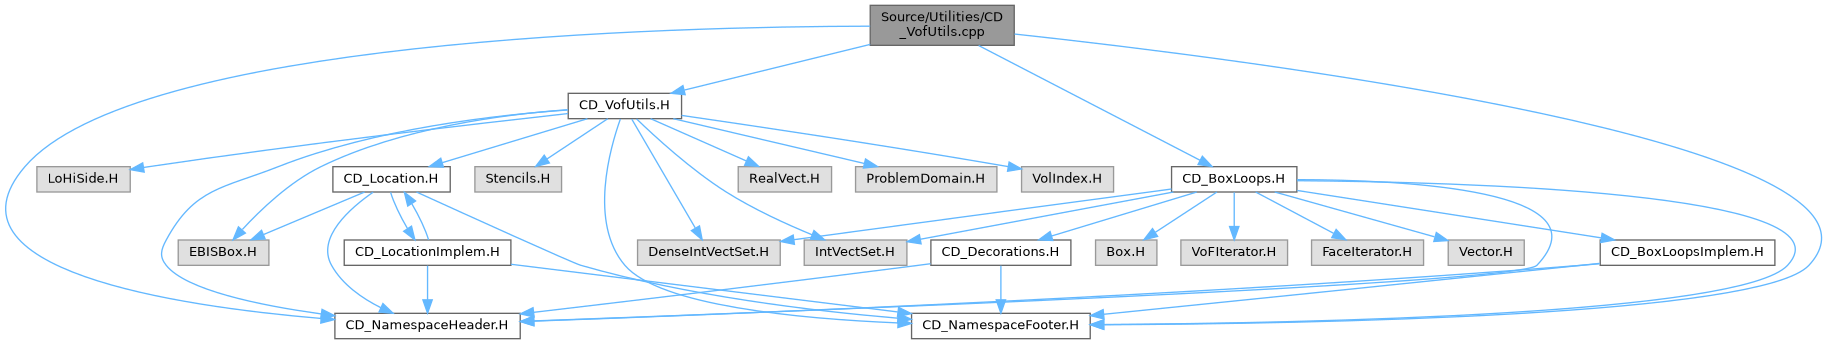 Source/Utilities/CD
_VofUtils.cpp
CD_VofUtils.H
LoHiSide.H
CD_Location.H
Stencils.H
RealVect.H
ProblemDomain.H
VolIndex.H
CD_BoxLoops.H
EBISBox.H
CD_LocationImplem.H
DenseIntVectSet.H
IntVectSet.H
CD_Decorations.H
Box.H
VoFIterator.H
FaceIterator.H
Vector.H
CD_BoxLoopsImplem.H
CD_NamespaceHeader.H
CD_NamespaceFooter.H